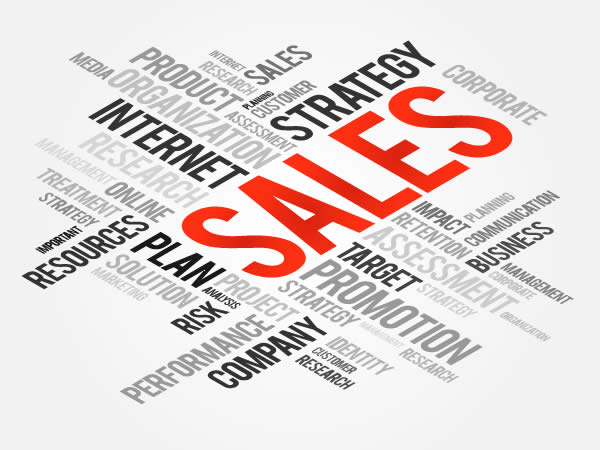 INTERNET
SALES
MEDIA
PRODUCT
RESEARCH
PLANNING
CUSTOMER
STRATEGY
CORPORATE
ORGANIZATION
ASSESSMENT
INTERNET
RESEARCH
SALES
MANAGEMENT
ONLINE
TREATMENT
STRATEGY
IMPORTANT
RESOURCES
PLAN
SOLUTION
MARKETING
ANALYSIS
RISK
PROJECT
PERFORMANCE
COMPANY
IMPACT
PLANNING
RETENTION
COMMUNICATION
ASSESSMENT
BUSINESS
TARGET
MANAGEMENT
CORPORATE
STRATEGY
ORGANIZATION
PROMOTION
STRATEGY
MANAGEMENT
IDENTITY
RESEARCH
CUSTOMER
RESEARCH